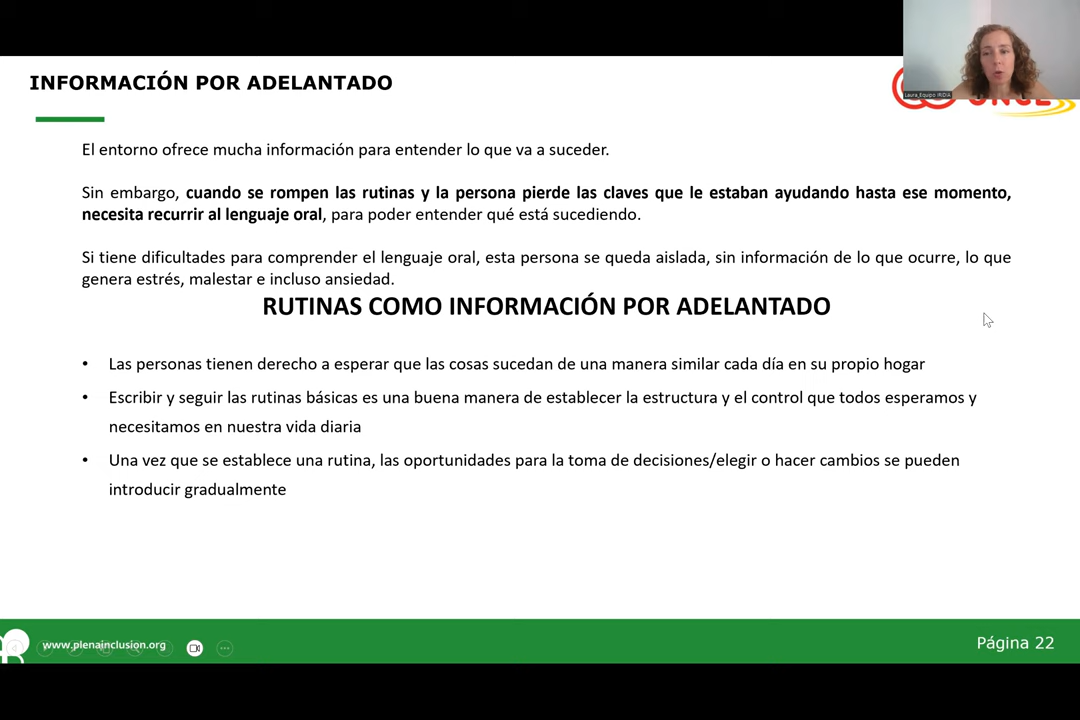 INFORMACIÓN POR ADELANTADO
Laura_Equipo IRIDIA
El entorno ofrece mucha información para entender lo que va a suceder.
Sin embargo, cuando se rompen las rutinas y la persona pierde las claves que le estaban ayudando hasta ese momento,
necesita recurrir al lenguaje oral, para poder entender qué está sucediendo.
Si tiene dificultades para comprender el lenguaje oral, esta persona se queda aislada, sin información de lo que ocurre, lo que
genera estrés, malestar e incluso ansiedad.
RUTINAS COMO INFORMACIÓN POR ADELANTADO
• Las personas tienen derecho a esperar que las cosas sucedan de una manera similar cada día en su propio hogar
• Escribir y seguir las rutinas básicas es una buena manera de establecer la estructura y el control que todos esperamos y
necesitamos en nuestra vida diaria
• Una vez que se establece una rutina, las oportunidades para la toma de decisiones/elegir o hacer cambios se pueden
introducir gradualmente
www.plenainclusion.org
Página 22